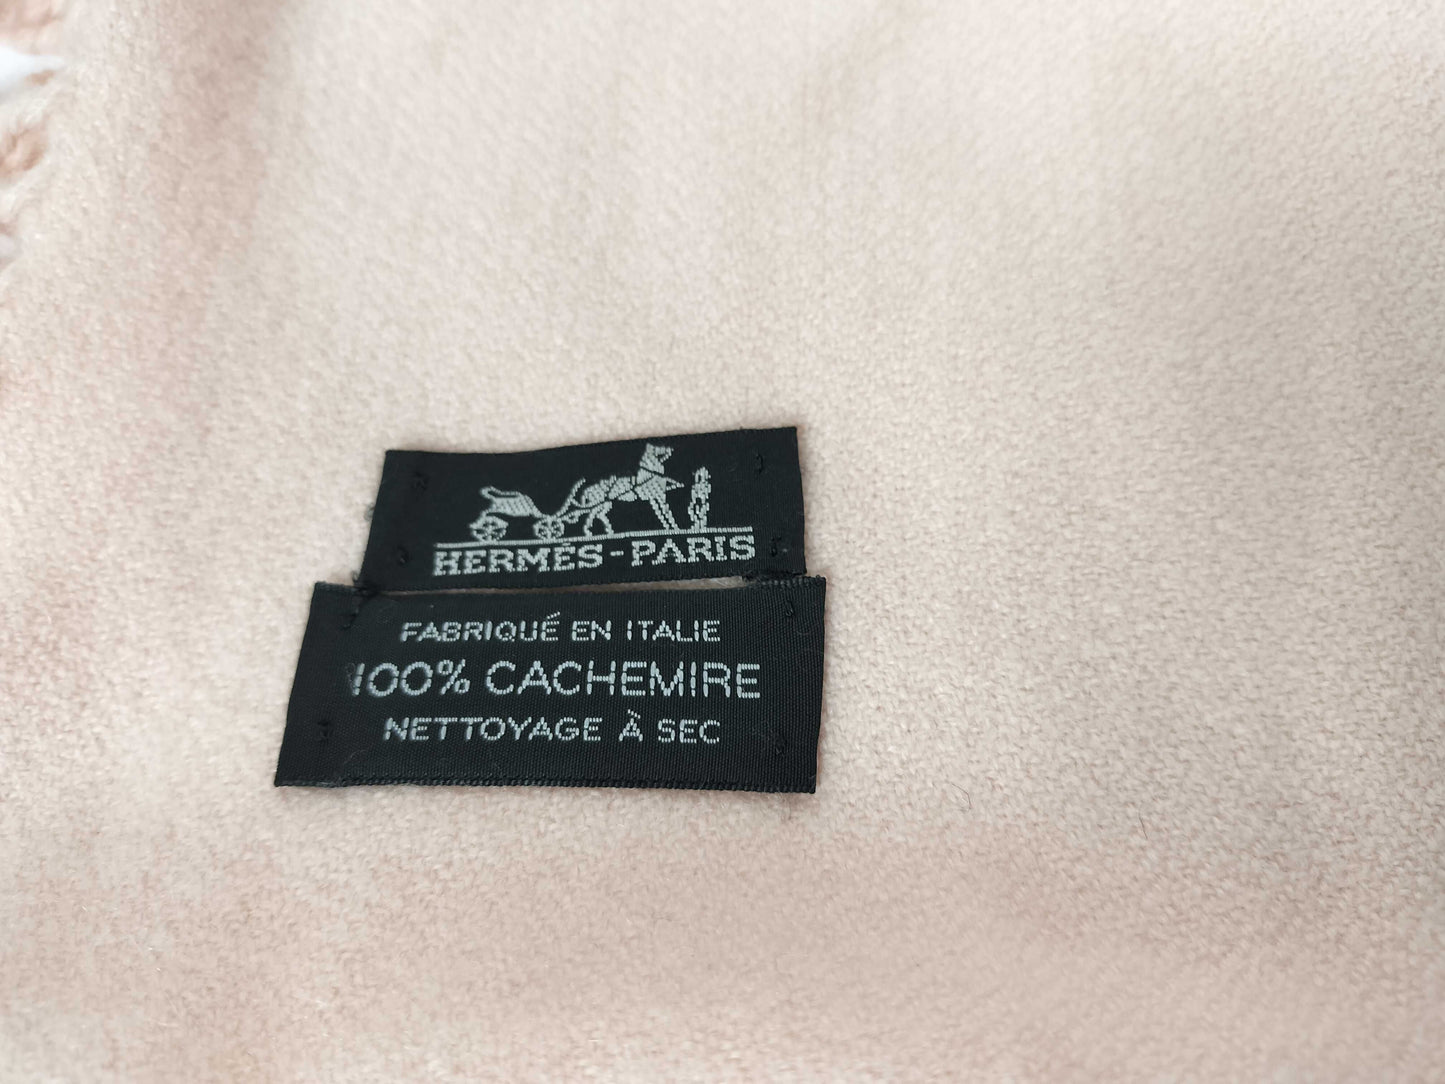 HERMÈS-PARIS
FABRIQUÉ EN ITALIE
100% CACHEMIRE
NETTOYAGE À SEC